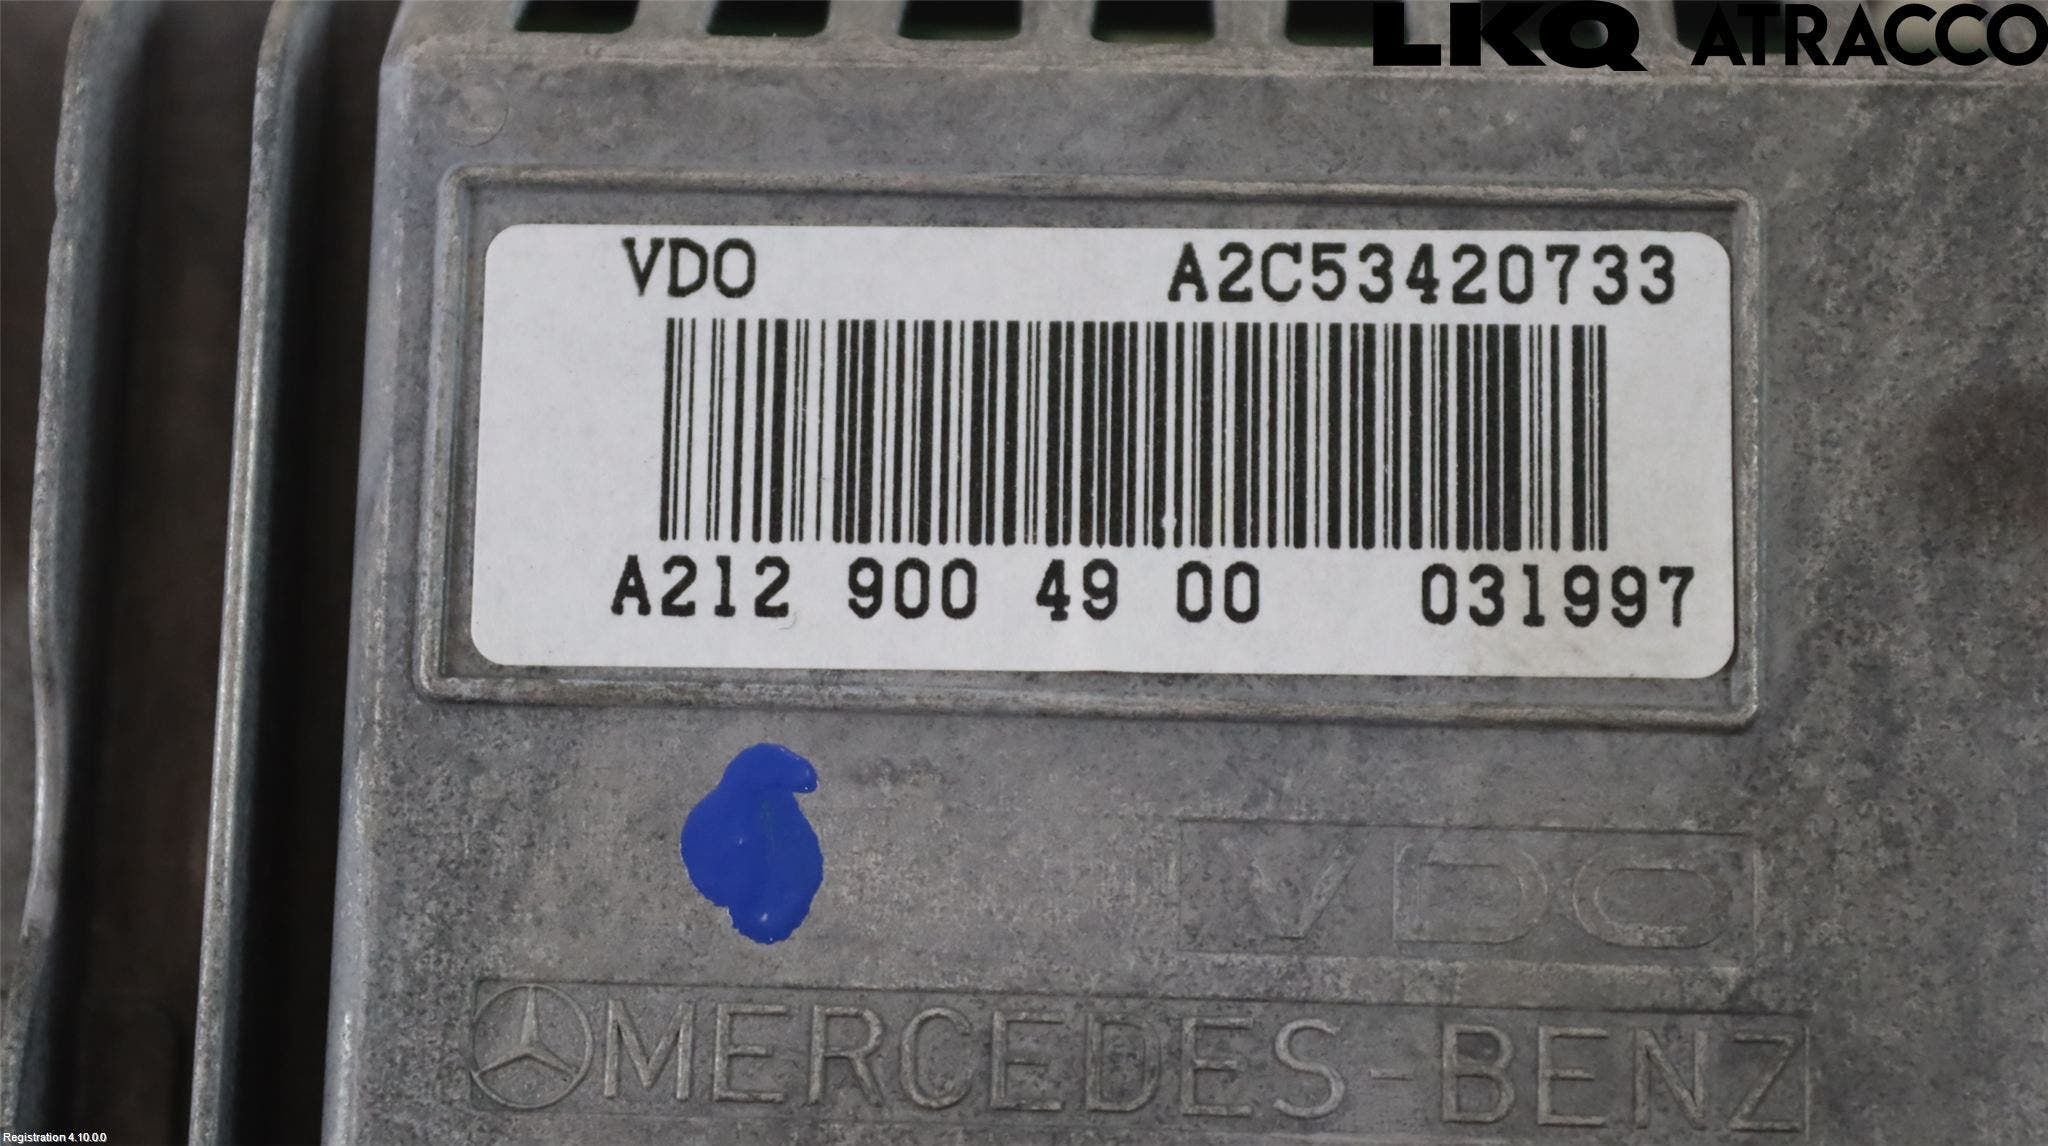 LKQ ATRACCO
VDO A2C53420733
A212 900 49 00 031997
VDO
MERCEDES-BENZ
Registration 4.10.0.0